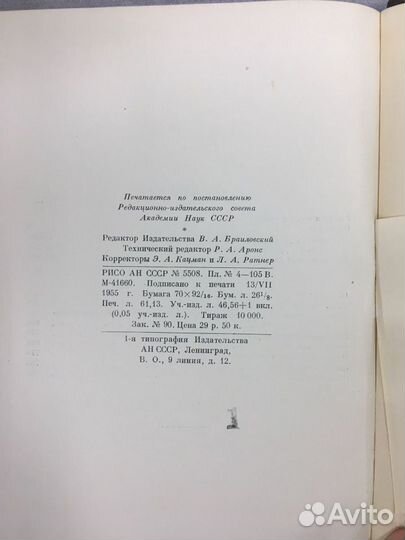 Печатается по постановлению
Редакционно-издательского совета
Академии Наук СССР
*
Редактор Издательства В. А. Браиловский
Технический редактор Р. А. Аронс
Корректоры Э. А. Кацман и Л. А. Ратнер
РИСО АН СССР № 5508. Пл. № 4—105 В.
М-41660. Подписано к печати 13/VII
1955 г. Бумага 70×92/16. Бум. л. 26 1/8
Печ. л. 61,13. Уч.-изд. л. 46,56+1 вкл.
(0,05 уч.-изд. л.). Тираж 10 000.
Зак. № 90. Цена 29 р. 50 к.
1-я типография Издательства
АН СССР, Ленинград,
В. О., 9 линия, д. 12.
Avito